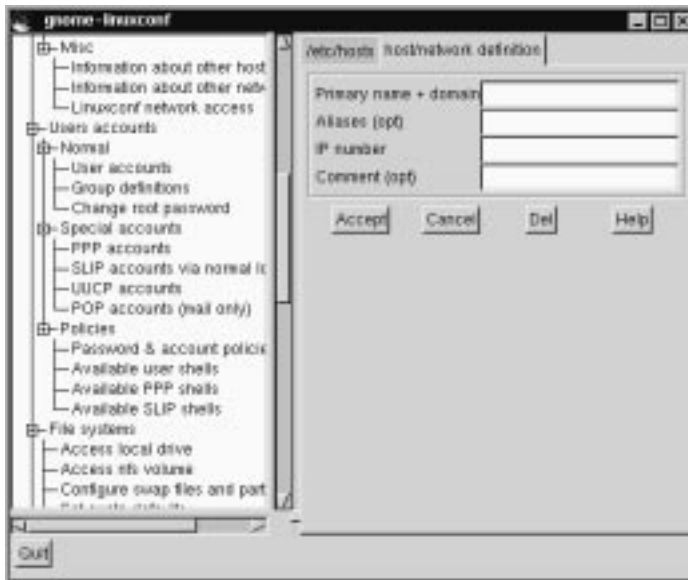 gnome-linuxconf
Misc
Information about other host
Information about other netw
Linuxconf network access
Users accounts
Normal
User accounts
Group definitions
Change root password
Special accounts
PPP accounts
SLIP accounts via normal lo
UUCP accounts
POP accounts (mail only)
Policies
Password & account policie
Available user shells
Available PPP shells
Available SLIP shells
File systems
Access local drive
Access nfs volume
Configure swap files and part
/etc/hosts host/network definition
Primary name + domain
Aliases (opt)
IP number
Comment (opt)
Accept Cancel Del Help
Quit